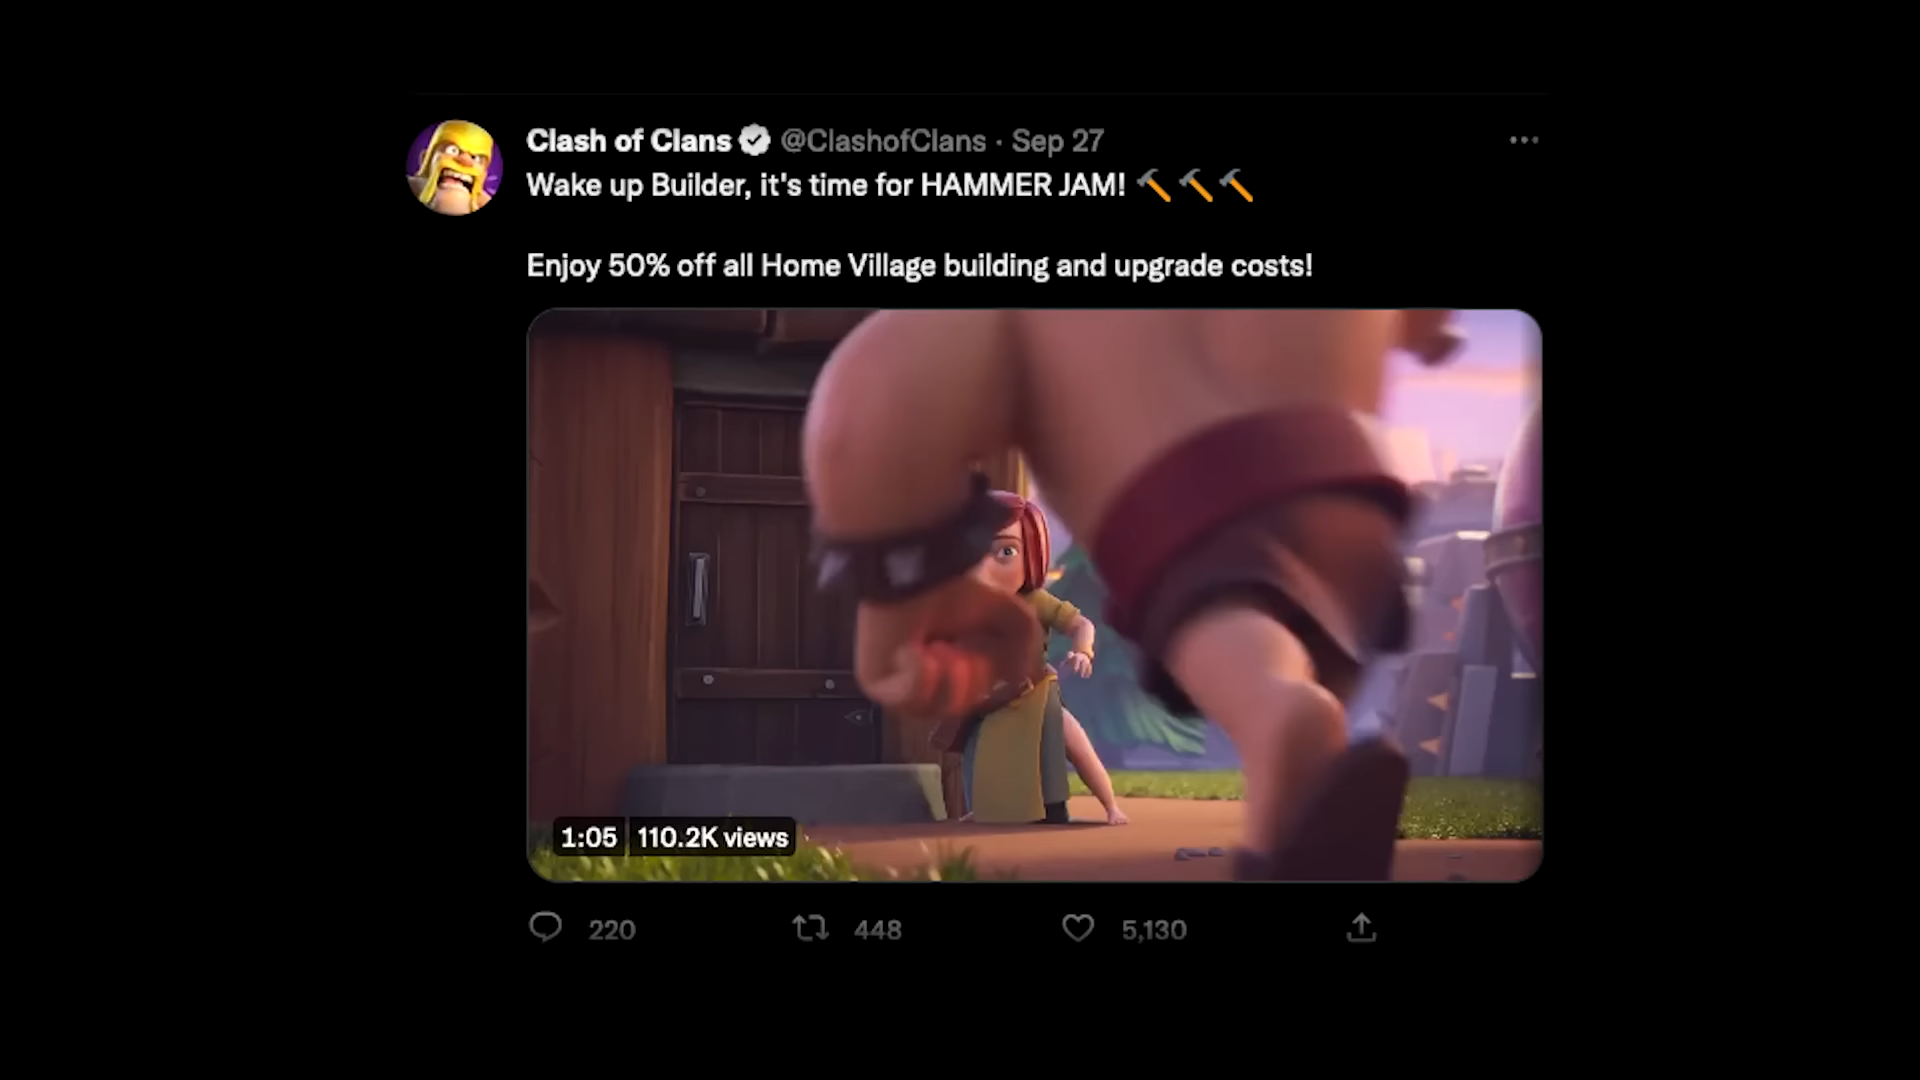 Clash of Clans @ClashofClans · Sep 27
Wake up Builder, it's time for HAMMER JAM! 🔨🔨🔨
Enjoy 50% off all Home Village building and upgrade costs!
1:05 110.2K views
220 448 5,130